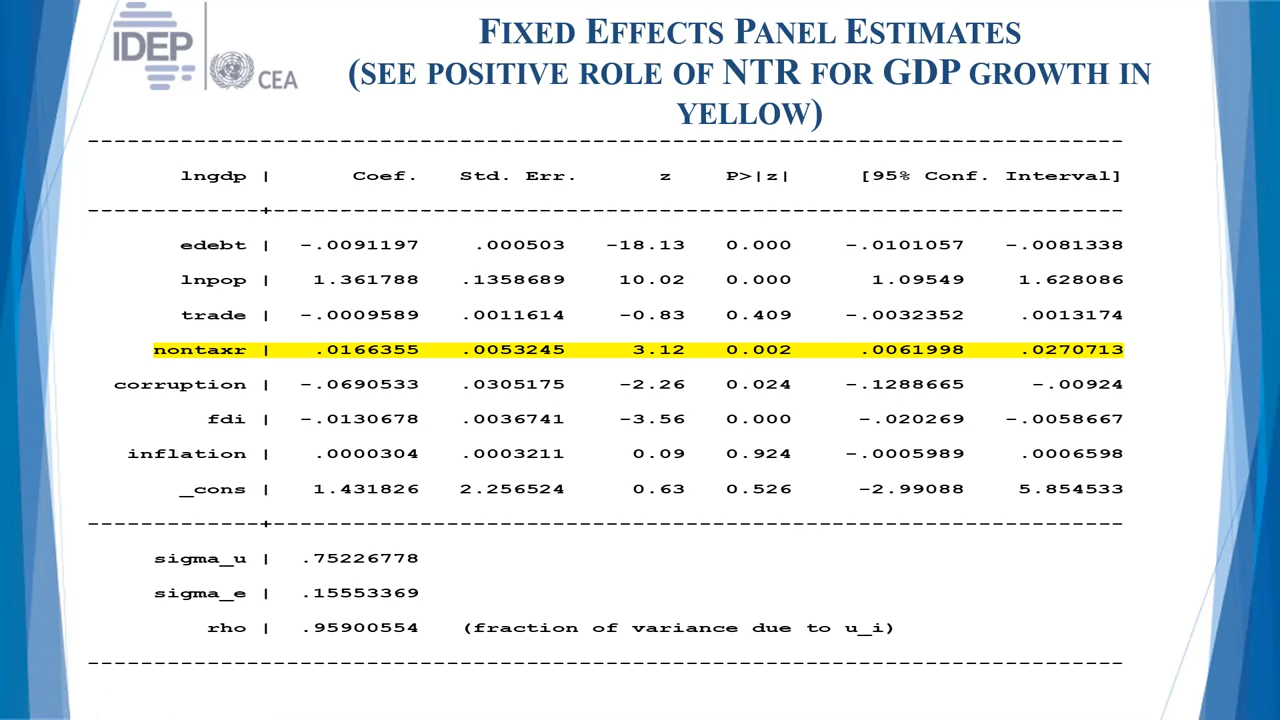 IDEP
CEA
FIXED EFFECTS PANEL ESTIMATES
(SEE POSITIVE ROLE OF NTR FOR GDP GROWTH IN
YELLOW)
--------------------------------------------------------------------------------
lngdp | Coef. Std. Err. z P>|z| [95% Conf. Interval]
-------------+------------------------------------------------------------------
edebt | -.0091197 .000503 -18.13 0.000 -.0101057 -.0081338
lnpop | 1.361788 .1358689 10.02 0.000 1.09549 1.628086
trade | -.0009589 .0011614 -0.83 0.409 -.0032352 .0013174
nontaxr | .0166355 .0053245 3.12 0.002 .0061998 .0270713
corruption | -.0690533 .0305175 -2.26 0.024 -.1288665 -.00924
fdi | -.0130678 .0036741 -3.56 0.000 -.020269 -.0058667
inflation | .0000304 .0003211 0.09 0.924 -.0005989 .0006598
_cons | 1.431826 2.256524 0.63 0.526 -2.99088 5.854533
-------------+------------------------------------------------------------------
sigma_u | .75226778
sigma_e | .15553369
rho | .95900554 (fraction of variance due to u_i)
--------------------------------------------------------------------------------